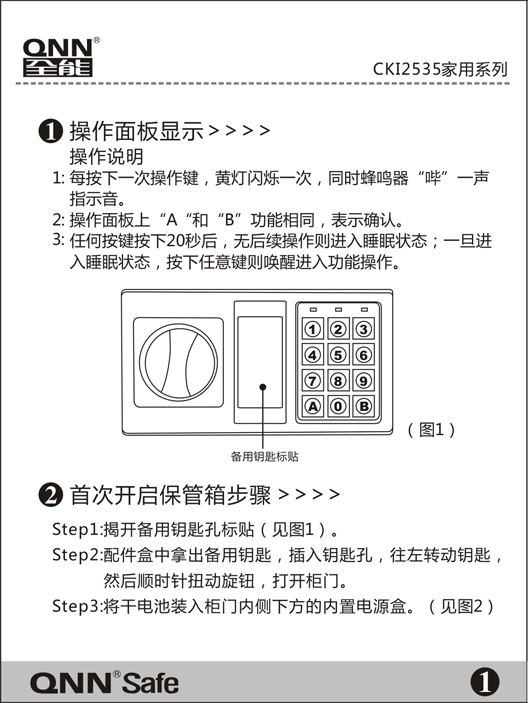 QNN®
全能
CKI2535家用系列
❶ 操作面板显示>>>>
操作说明
1: 每按下一次操作键，黄灯闪烁一次，同时蜂鸣器“哔”一声
指示音。
2: 操作面板上“A“和“B”功能相同，表示确认。
3: 任何按键按下20秒后，无后续操作则进入睡眠状态；一旦进
入睡眠状态，按下任意键则唤醒进入功能操作。
1 2 3
4 5 6
7 8 9
A 0 B
（图1）
备用钥匙标贴
❷ 首次开启保管箱步骤>>>>
Step1:揭开备用钥匙孔标贴（见图1）。
Step2:配件盒中拿出备用钥匙，插入钥匙孔，往左转动钥匙，
然后顺时针扭动旋钮，打开柜门。
Step3:将干电池装入柜门内侧下方的内置电源盒。（见图2）
QNN® Safe
❶